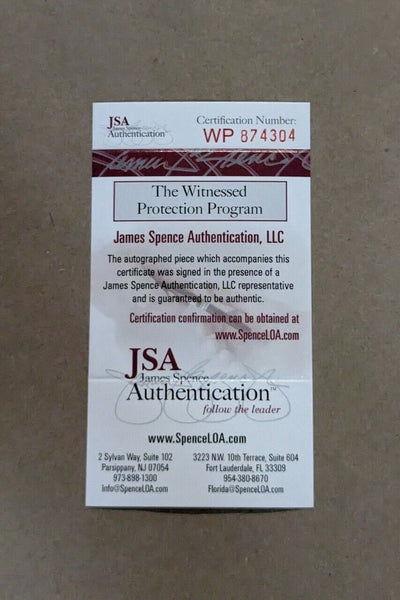 JSA
James Spence
Authentication™
Certification Number:
WP 874304
The Witnessed
Protection Program
James Spence Authentication, LLC
The autographed piece which accompanies this
certificate was signed in the presence of a
James Spence Authentication, LLC representative
and is guaranteed to be authentic.
Certification confirmation can be obtained at
www.SpenceLOA.com
JSA
James Spence
Authentication™
follow the leader
www.SpenceLOA.com
2 Sylvan Way, Suite 102
Parsippany, NJ 07054
973-898-1300
Info@SpenceLOA.com
3223 N.W. 10th Terrace, Suite 604
Fort Lauderdale, FL 33309
954-380-8670
Florida@SpenceLOA.com